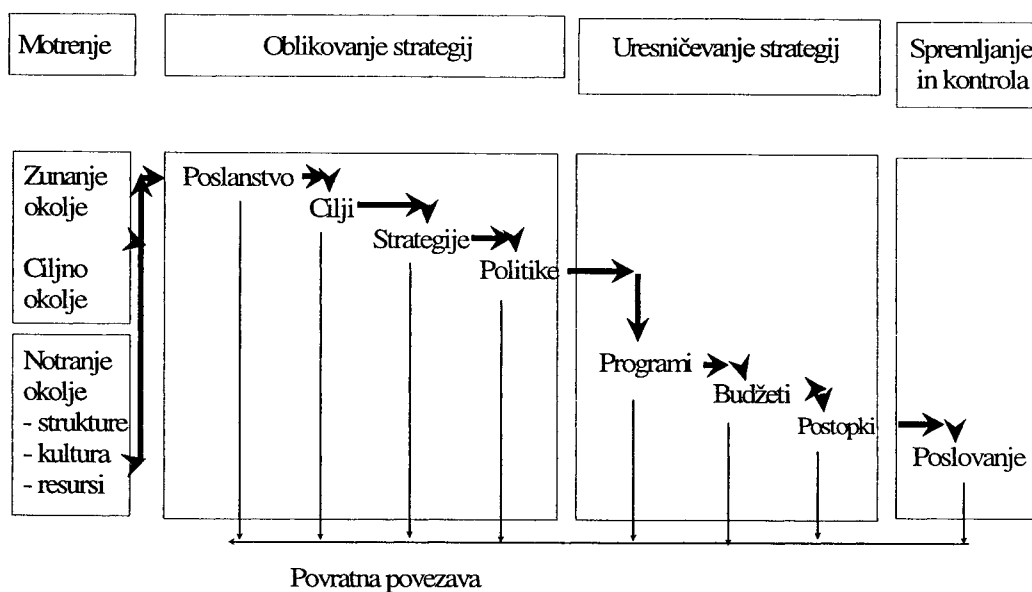 Motrenje
Oblikovanje strategij
Uresničevanje strategij
Spremljanje
in kontrola
Zunanje
okolje
Ciljno
okolje
Notranje
okolje
- strukture
- kultura
- resursi
Poslanstvo
Cilji
Strategije
Politike
Programi
Budžeti
Postopki
Poslovanje
Povratna povezava